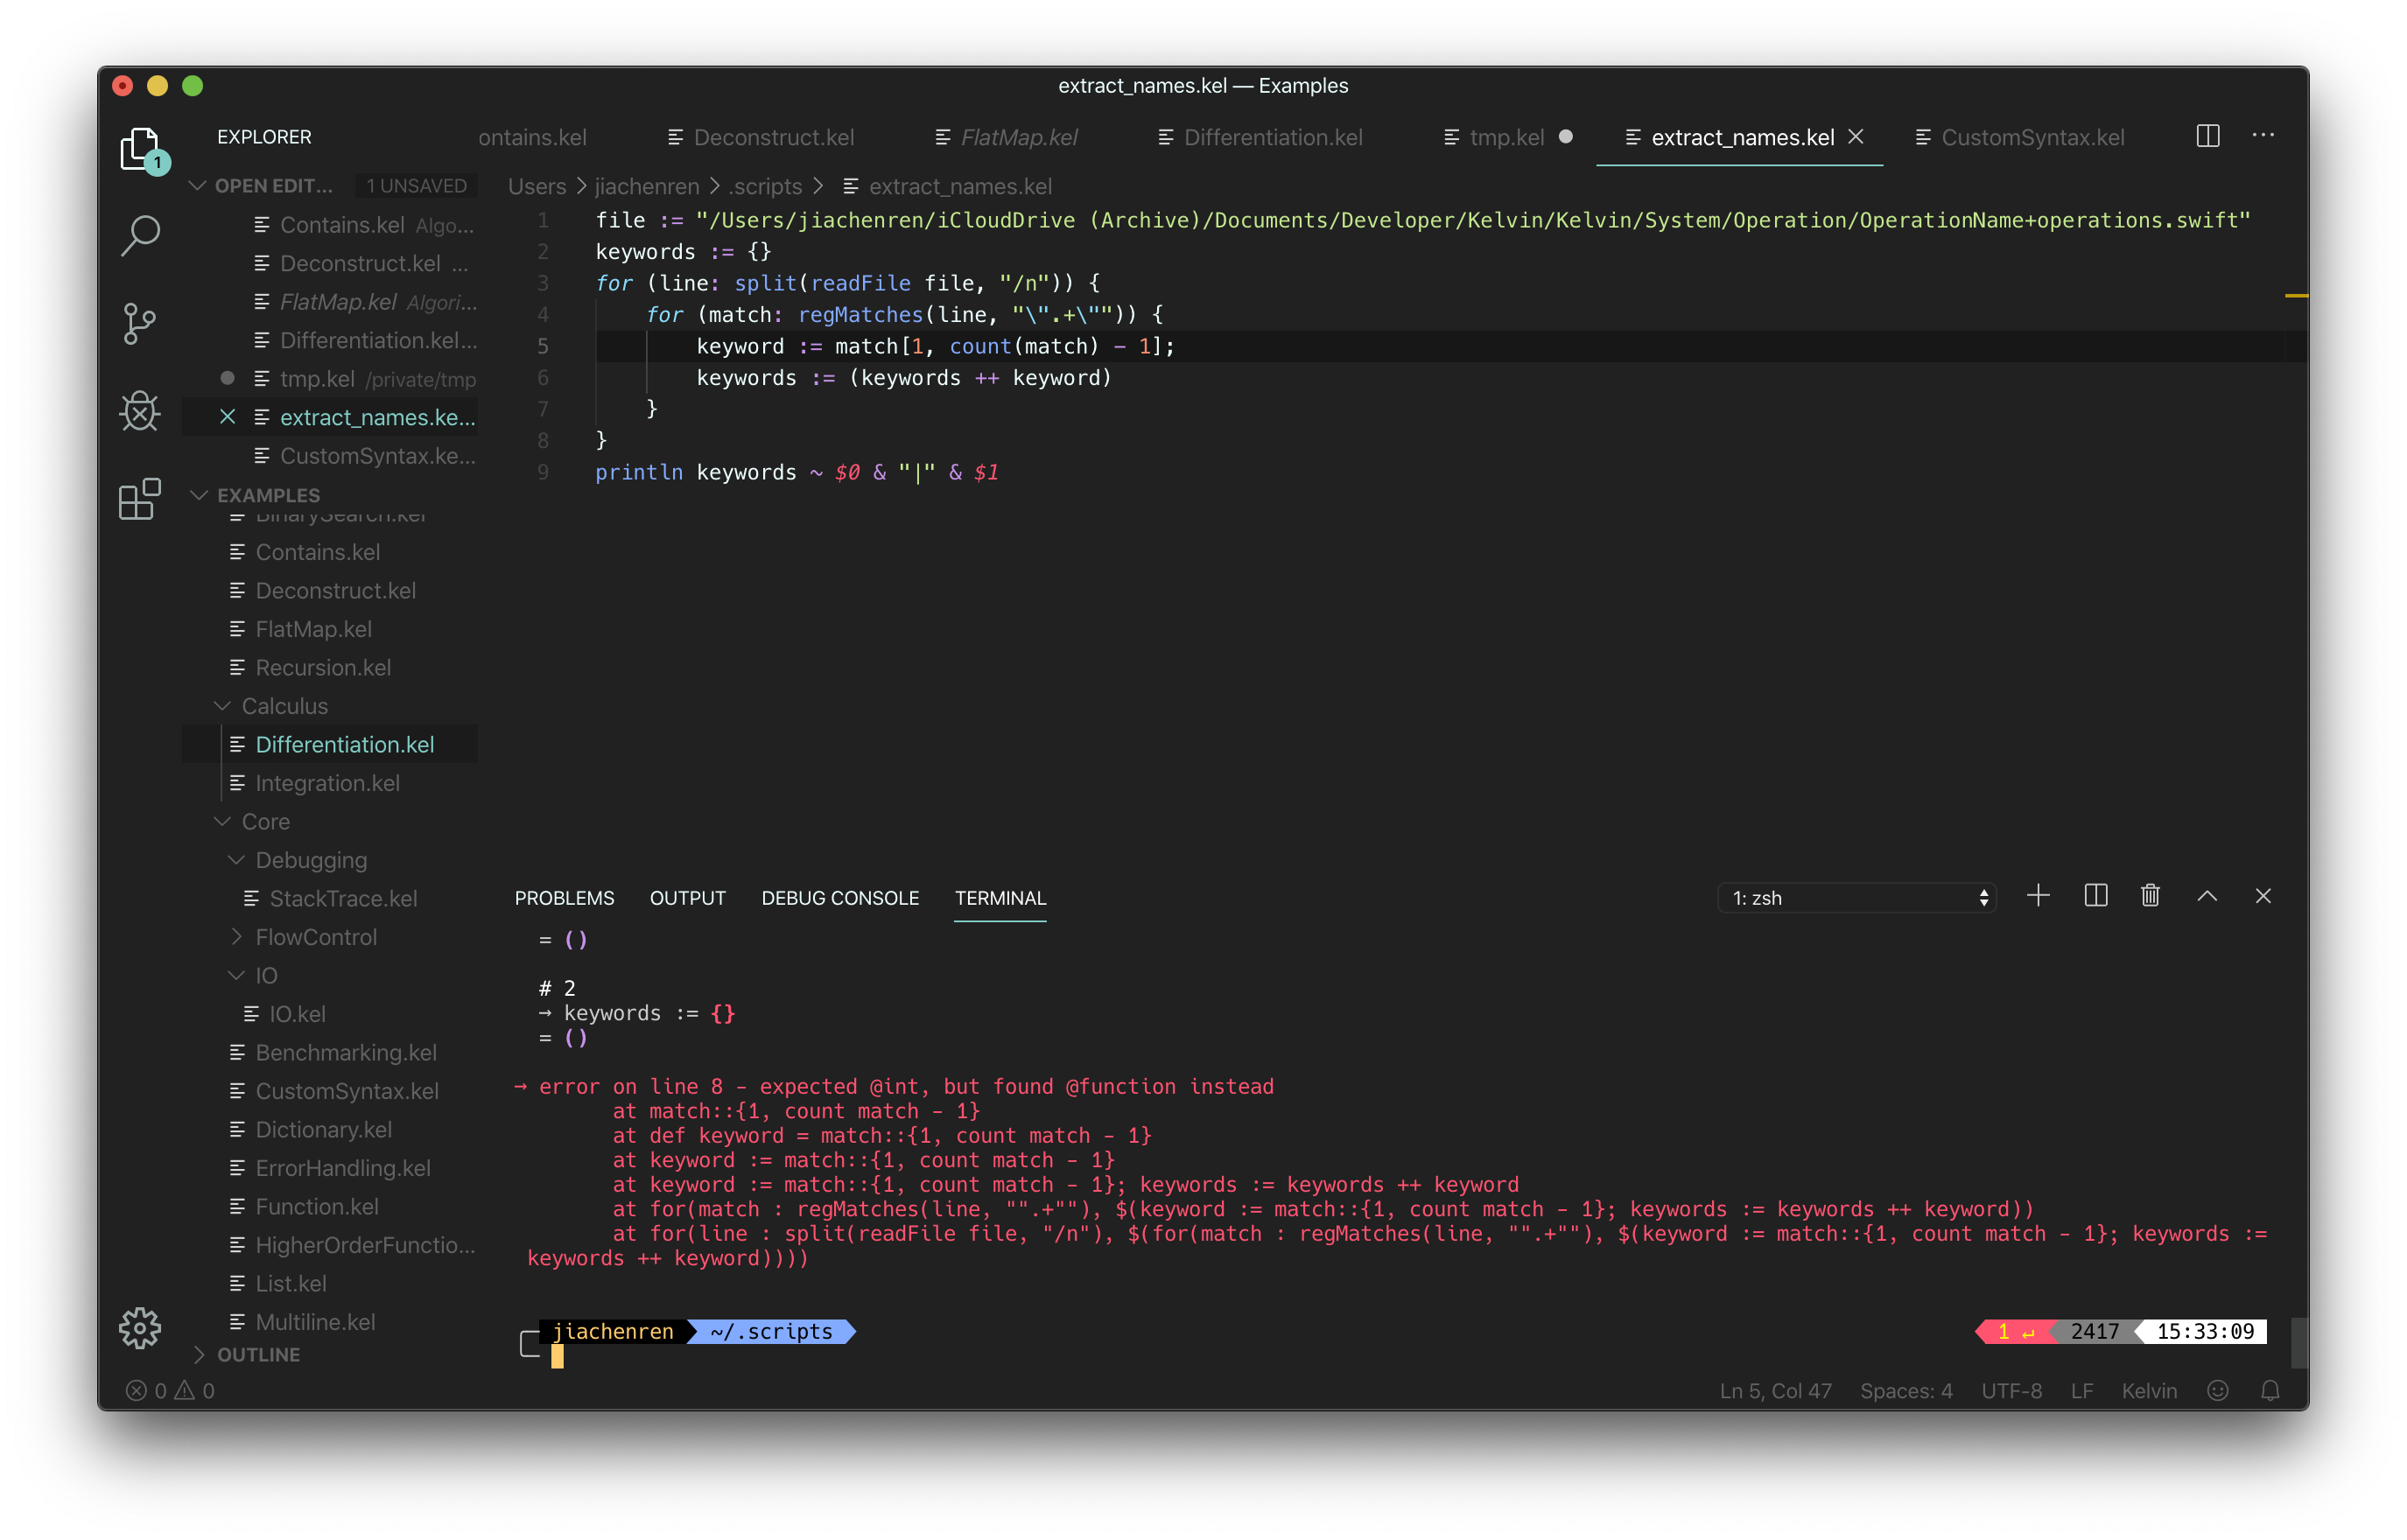 extract_names.kel — Examples
EXPLORER
ontains.kel
Deconstruct.kel
FlatMap.kel
Differentiation.kel
tmp.kel
extract_names.kel
CustomSyntax.kel
1
OPEN EDIT...
1 UNSAVED
Contains.kel Algo...
Deconstruct.kel ...
FlatMap.kel Algori...
Differentiation.kel...
tmp.kel /private/tmp
extract_names.ke...
CustomSyntax.ke...
EXAMPLES
BinarySearch.kel
Contains.kel
Deconstruct.kel
FlatMap.kel
Recursion.kel
Calculus
Differentiation.kel
Integration.kel
Core
Debugging
StackTrace.kel
FlowControl
IO
IO.kel
Benchmarking.kel
CustomSyntax.kel
Dictionary.kel
ErrorHandling.kel
Function.kel
HigherOrderFunctio...
List.kel
Multiline.kel
OUTLINE
Users > jiachenren > .scripts > extract_names.kel
1 file := "/Users/jiachenren/iCloudDrive (Archive)/Documents/Developer/Kelvin/Kelvin/System/Operation/OperationName+operations.swift"
2 keywords := {}
3 for (line: split(readFile file, "/n")) {
4 for (match: regMatches(line, "\".+\"")) {
5 keyword := match[1, count(match) - 1];
6 keywords := (keywords ++ keyword)
7 }
8 }
9 println keywords ~ $0 & "|" & $1
PROBLEMS OUTPUT DEBUG CONSOLE TERMINAL
1: zsh
= ()
# 2
→ keywords := {}
= ()
→ error on line 8 - expected @int, but found @function instead
at match::{1, count match - 1}
at def keyword = match::{1, count match - 1}
at keyword := match::{1, count match - 1}
at keyword := match::{1, count match - 1}; keywords := keywords ++ keyword
at for(match : regMatches(line, "".+""), $(keyword := match::{1, count match - 1}; keywords := keywords ++ keyword))
at for(line : split(readFile file, "/n"), $(for(match : regMatches(line, "".+""), $(keyword := match::{1, count match - 1}; keywords :=
keywords ++ keyword))))
jiachenren ~/.scripts 1 ↵ 2417 15:33:09
0 0
Ln 5, Col 47 Spaces: 4 UTF-8 LF Kelvin